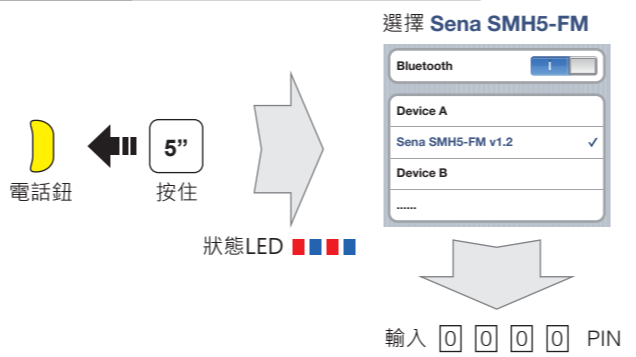 選擇 Sena SMH5-FM
Bluetooth
Device A
Sena SMH5-FM v1.2
Device B
......
5”
電話鈕
按住
狀態LED
輸入 0 0 0 0 PIN